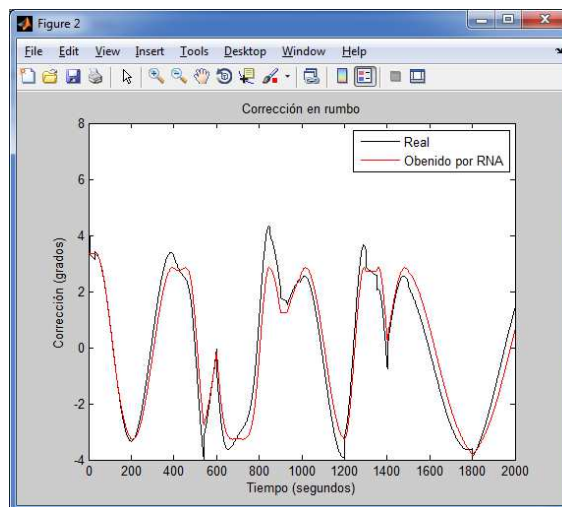 Figure 2
File Edit View Insert Tools Desktop Window Help
Corrección en rumbo
Real
Obenido por RNA
8
6
4
2
0
-2
-4
Corrección (grados)
0 200 400 600 800 1000 1200 1400 1600 1800 2000
Tiempo (segundos)